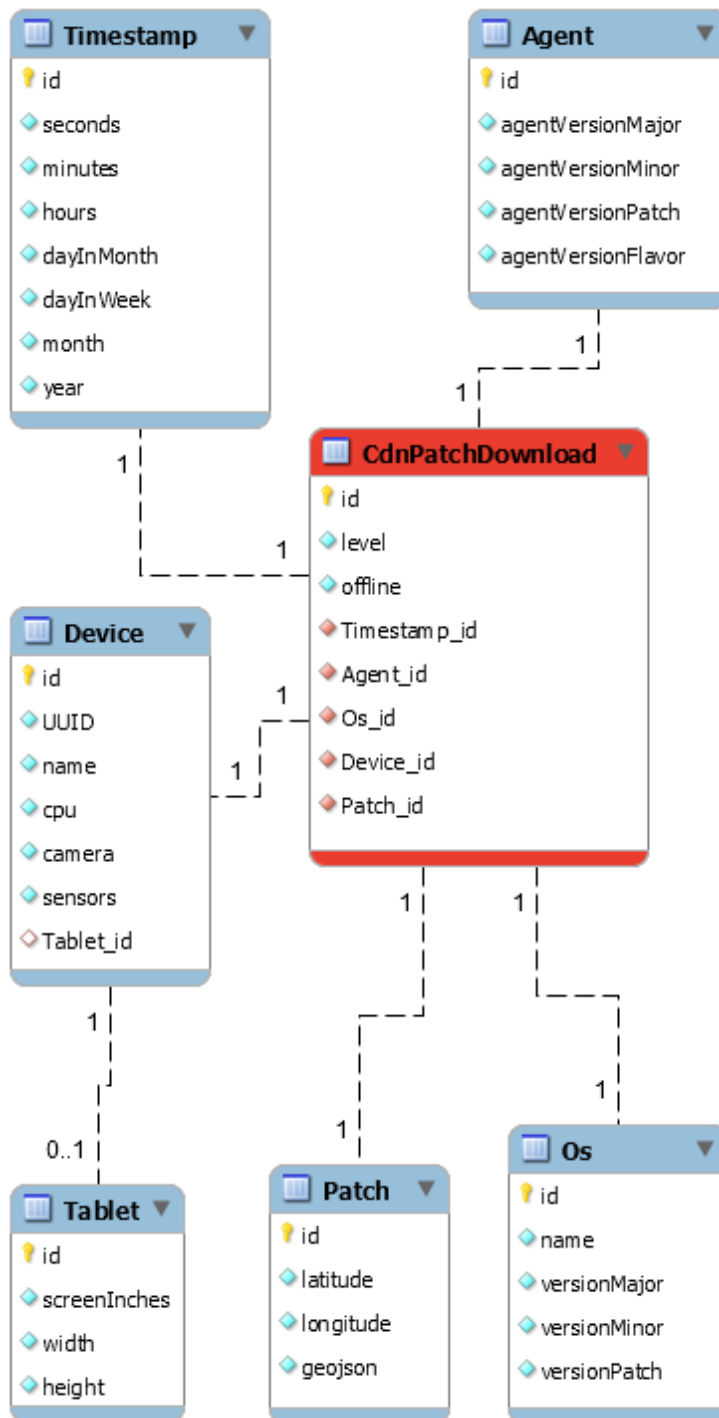 Timestamp
id
seconds
minutes
hours
dayInMonth
dayInWeek
month
year
Agent
id
agentVersionMajor
agentVersionMinor
agentVersionPatch
agentVersionFlavor
1
1
1
1
CdnPatchDownload
id
level
offline
Timestamp_id
Agent_id
Os_id
Device_id
Patch_id
Device
id
UUID
name
cpu
camera
sensors
Tablet_id
1
1
1
1
1
1
1
0..1
Tablet
id
screenInches
width
height
Patch
id
latitude
longitude
geojson
Os
id
name
versionMajor
versionMinor
versionPatch